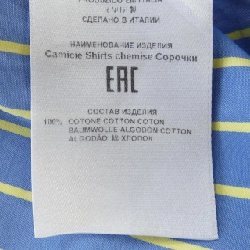 СДЕЛАНО В ИТАЛИИ
НАИМЕНОВАНИЕ ИЗДЕЛИЯ
Camicie Shirts chemise Сорочки
EAC
СОСТАВ ИЗДЕЛИЯ
100% COTONE COTTON COTON
BAUMWOLLE ALGODON COTTON
ALGODÃO 棉 ХЛОПОК